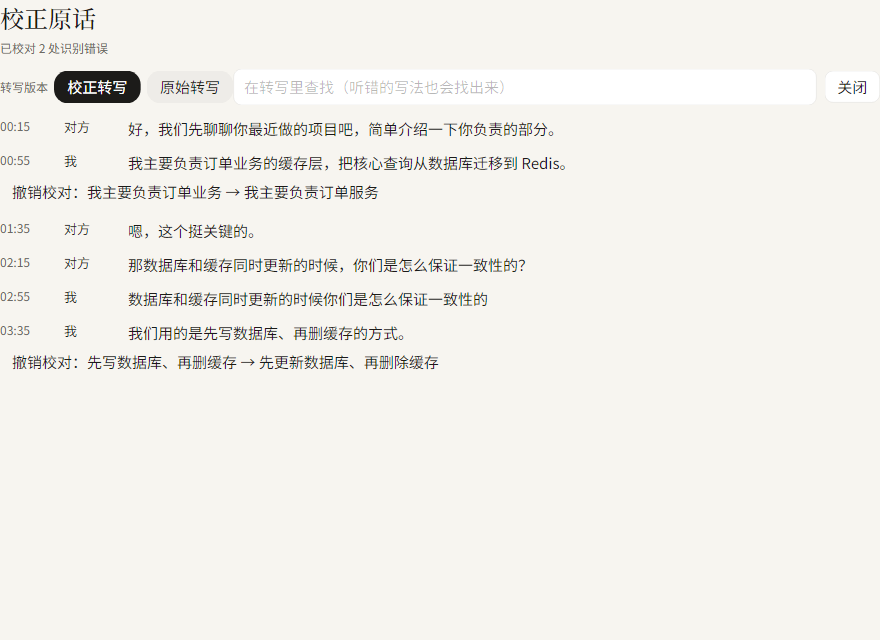 校正原话
已校对 2 处识别错误
转写版本 校正转写 原始转写 在转写里查找（听错的写法也会找出来） 关闭
00:15 对方 好，我们先聊聊你最近做的项目吧，简单介绍一下你负责的部分。
00:55 我 我主要负责订单业务的缓存层，把核心查询从数据库迁移到 Redis。
撤销校对：我主要负责订单业务 → 我主要负责订单服务
01:35 对方 嗯，这个挺关键的。
02:15 对方 那数据库和缓存同时更新的时候，你们是怎么保证一致性的？
02:55 我 数据库和缓存同时更新的时候你们是怎么保证一致性的
03:35 我 我们用的是先写数据库、再删缓存的方式。
撤销校对：先写数据库、再删缓存 → 先更新数据库、再删除缓存